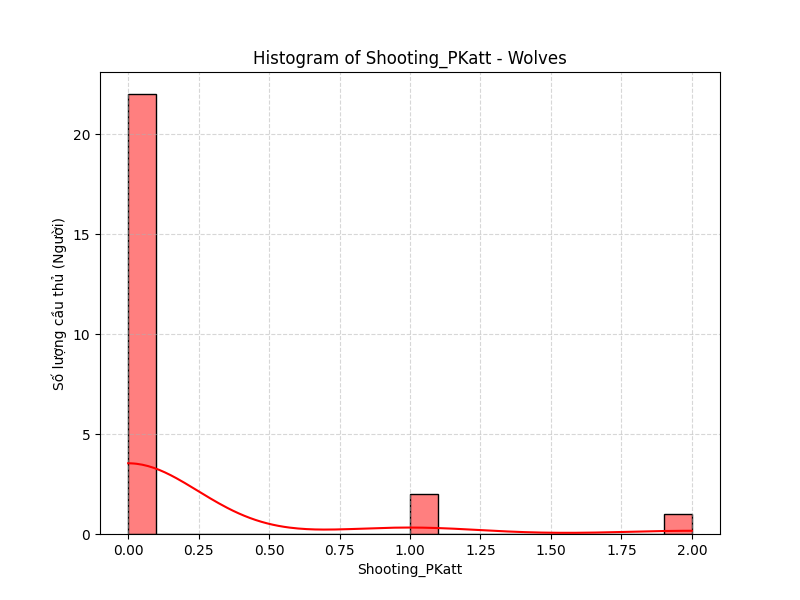 Histogram of Shooting_PKatt - Wolves
Số lượng cầu thủ (Người)
20
15
10
5
0
0.00 0.25 0.50 0.75 1.00 1.25 1.50 1.75 2.00
Shooting_PKatt